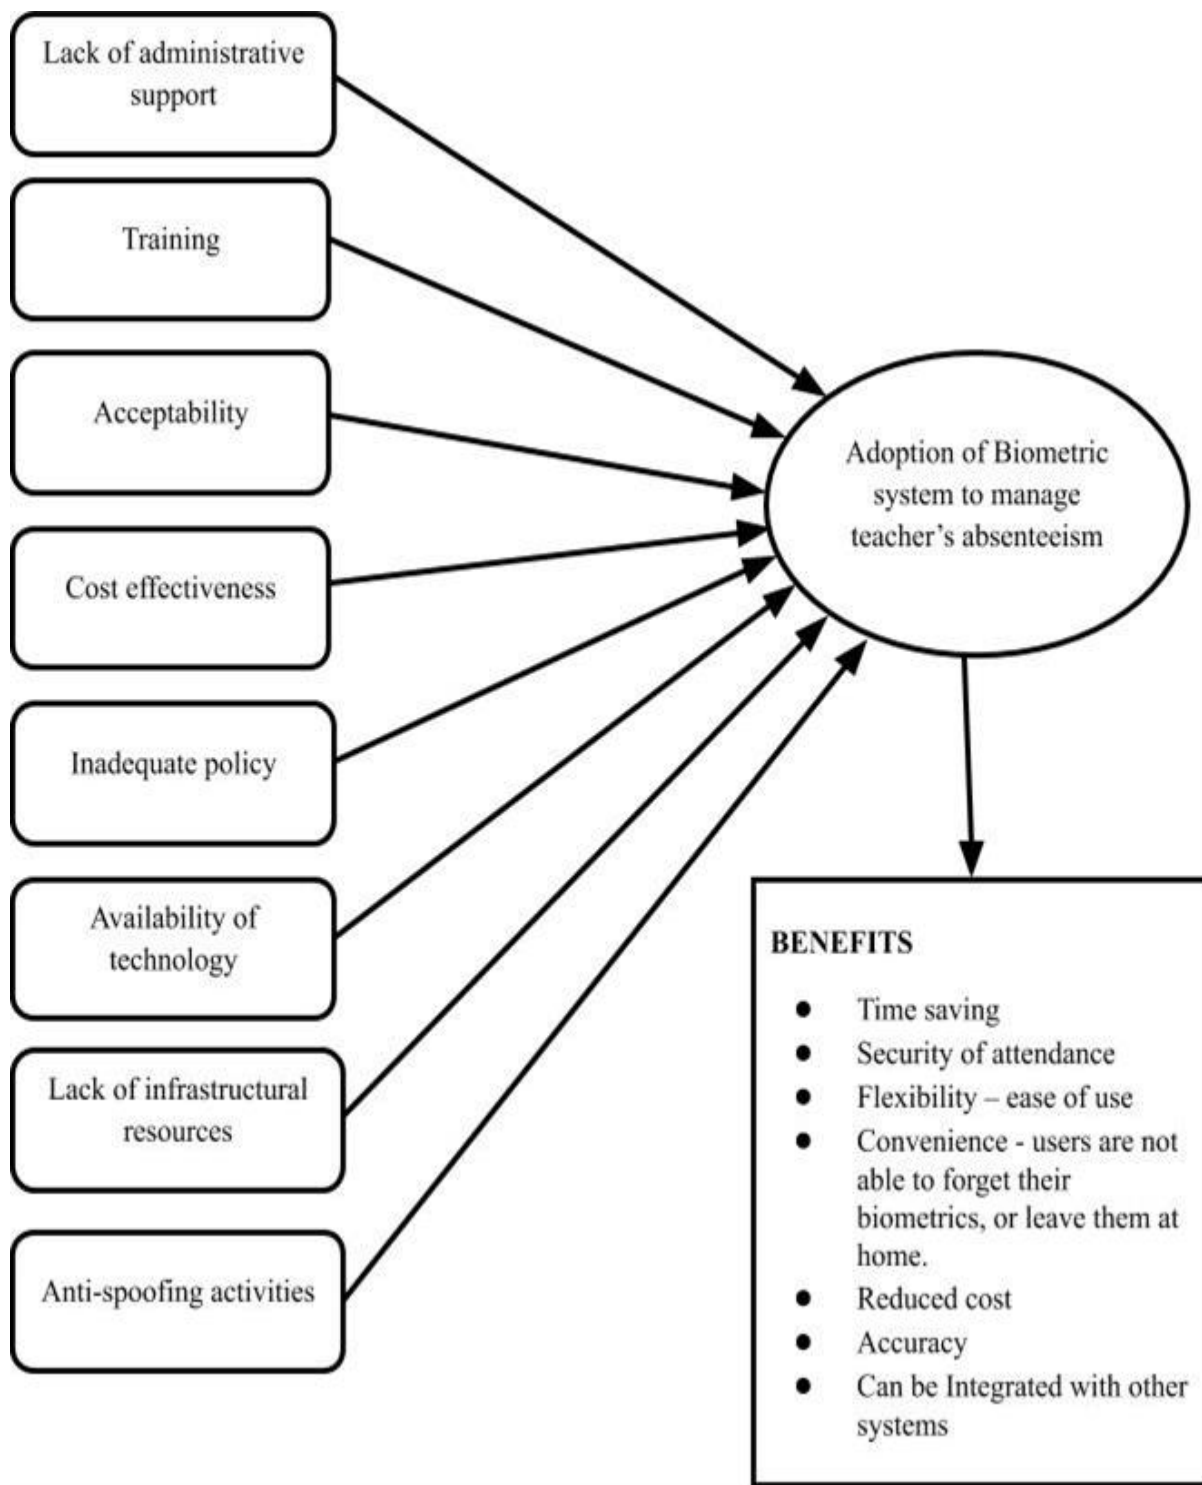 Lack of administrative
support
Training
Acceptability
Cost effectiveness
Inadequate policy
Availability of
technology
Lack of infrastructural
resources
Anti-spoofing activities
Adoption of Biometric
system to manage
teacher’s absenteeism
BENEFITS
● Time saving
● Security of attendance
● Flexibility – ease of use
● Convenience - users are not
able to forget their
biometrics, or leave them at
home.
● Reduced cost
● Accuracy
● Can be Integrated with other
systems